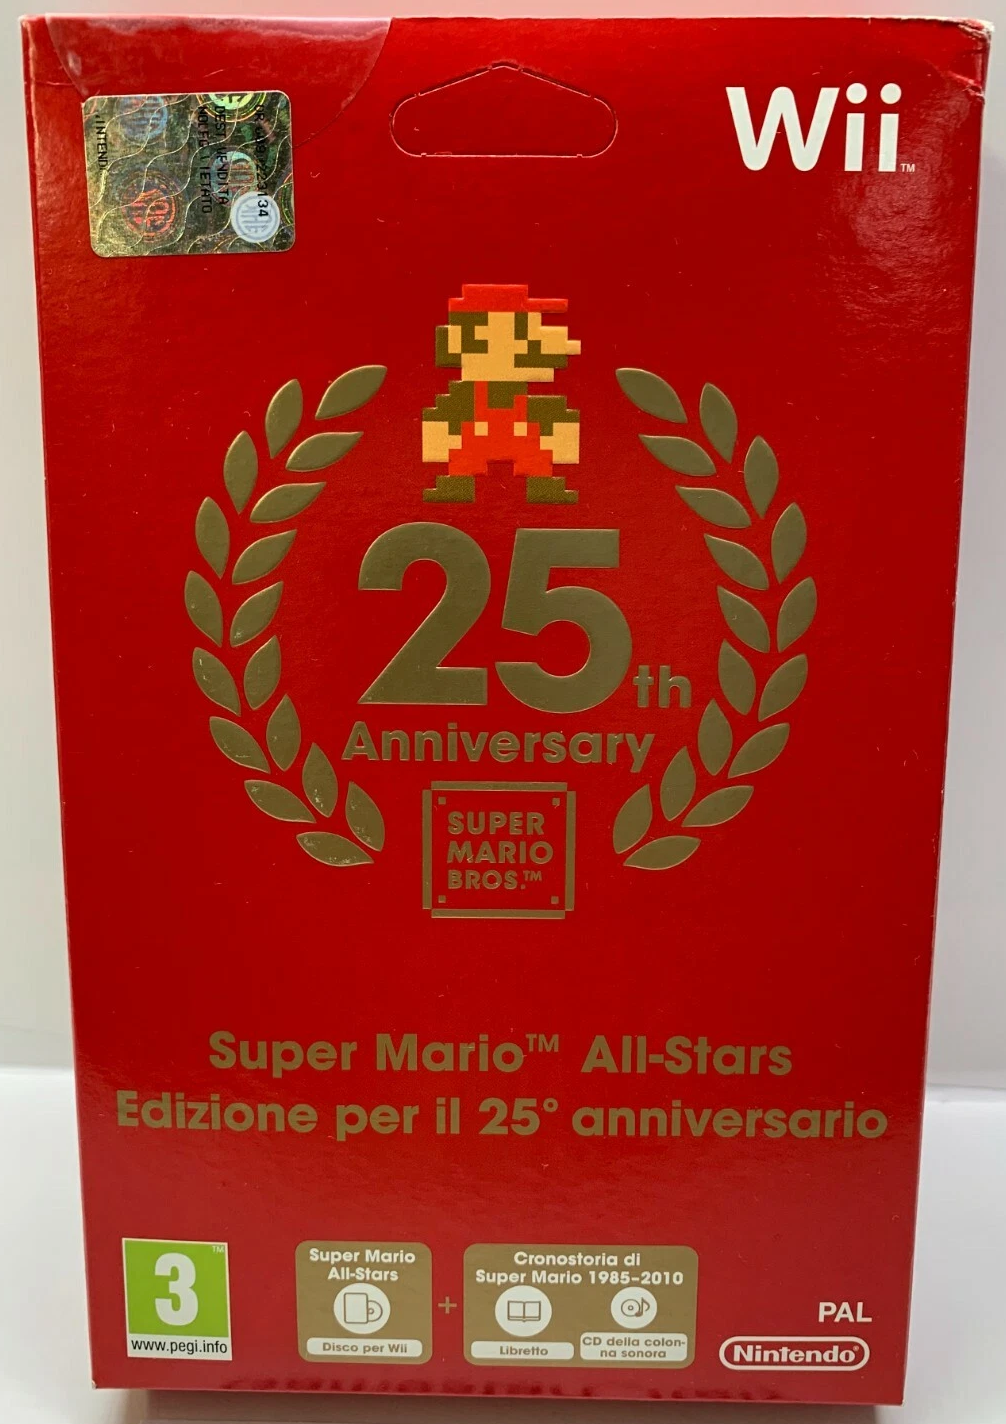 Wii™
25th
Anniversary
SUPER
MARIO
BROS.™
Super Mario™ All-Stars
Edizione per il 25° anniversario
3™
www.pegi.info
Super Mario
All-Stars
Disco per Wii
+
Cronostoria di
Super Mario 1985-2010
Libretto
CD della colon-
na sonora
PAL
Nintendo®